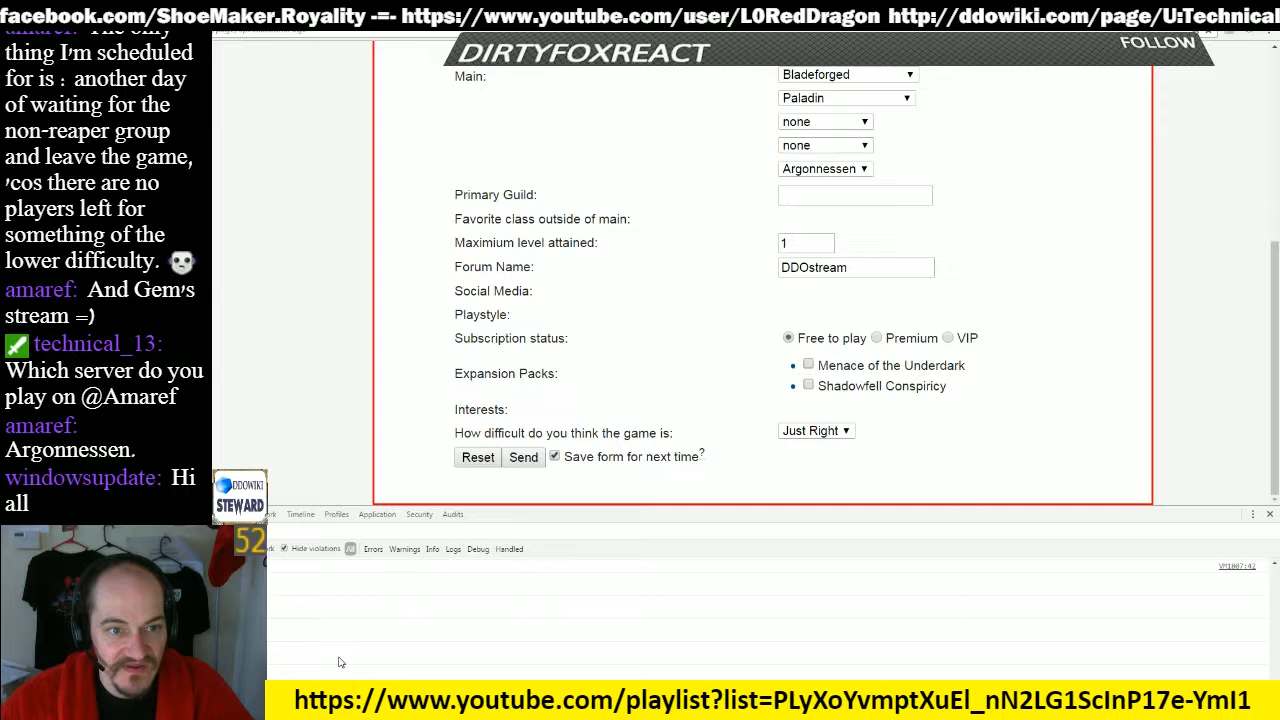 facebook.com/ShoeMaker.Royality -=- https://www.youtube.com/user/L0RedDragon http://ddowiki.com/page/U:Technical
DIRTYFOXREACT
FOLLOW
amaref: The only
thing I'm scheduled
for is : another day
of waiting for the
non-reaper group
and leave the game,
'cos there are no
players left for
something of the
lower difficulty.
amaref: And Gem's
stream =)
technical_13:
Which server do you
play on @Amaref
amaref:
Argonnessen.
windowsupdate: Hi
all
Main:
Bladeforged
Paladin
none
none
Argonnessen
Primary Guild:
Favorite class outside of main:
Maximum level attained: 1
Forum Name: DDOstream
Social Media:
Playstyle:
Subscription status: Free to play Premium VIP
Expansion Packs:
Menace of the Underdark
Shadowfell Conspiricy
Interests:
How difficult do you think the game is: Just Right
Reset Send Save form for next time?
DDOWIKI
STEWARD
52
Timeline Profiles Application Security Audits
Hide violations All Errors Warnings Info Logs Debug Handled
VM1807:42
https://www.youtube.com/playlist?list=PLyXoYvmptXuEl_nN2LG1ScInP17e-YmI1